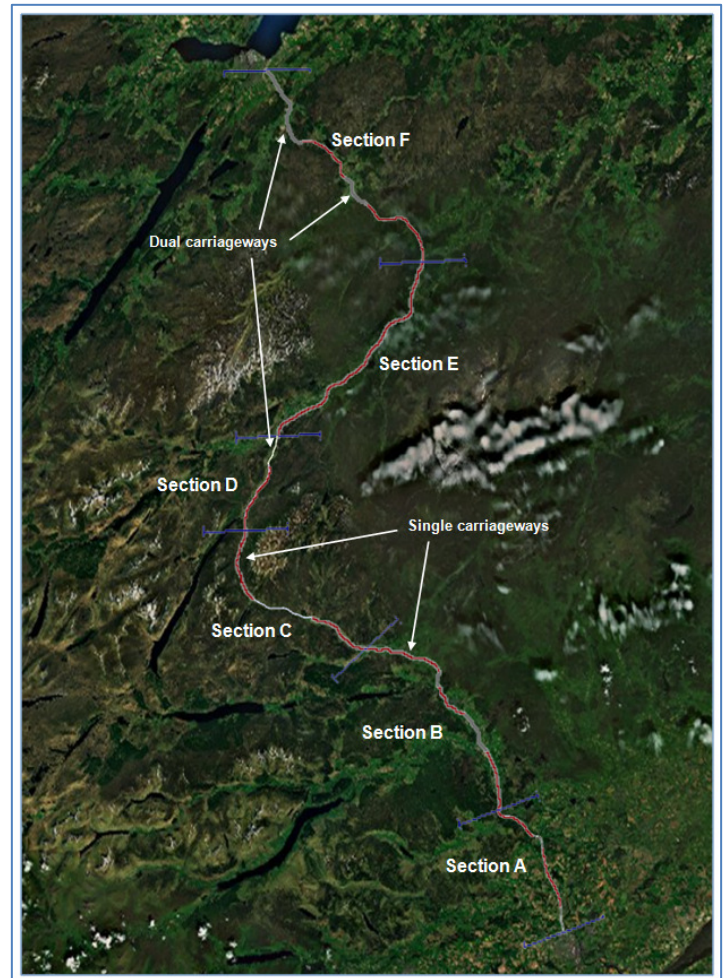 Section F
Dual carriageways
Section E
Section D
Single carriageways
Section C
Section B
Section A